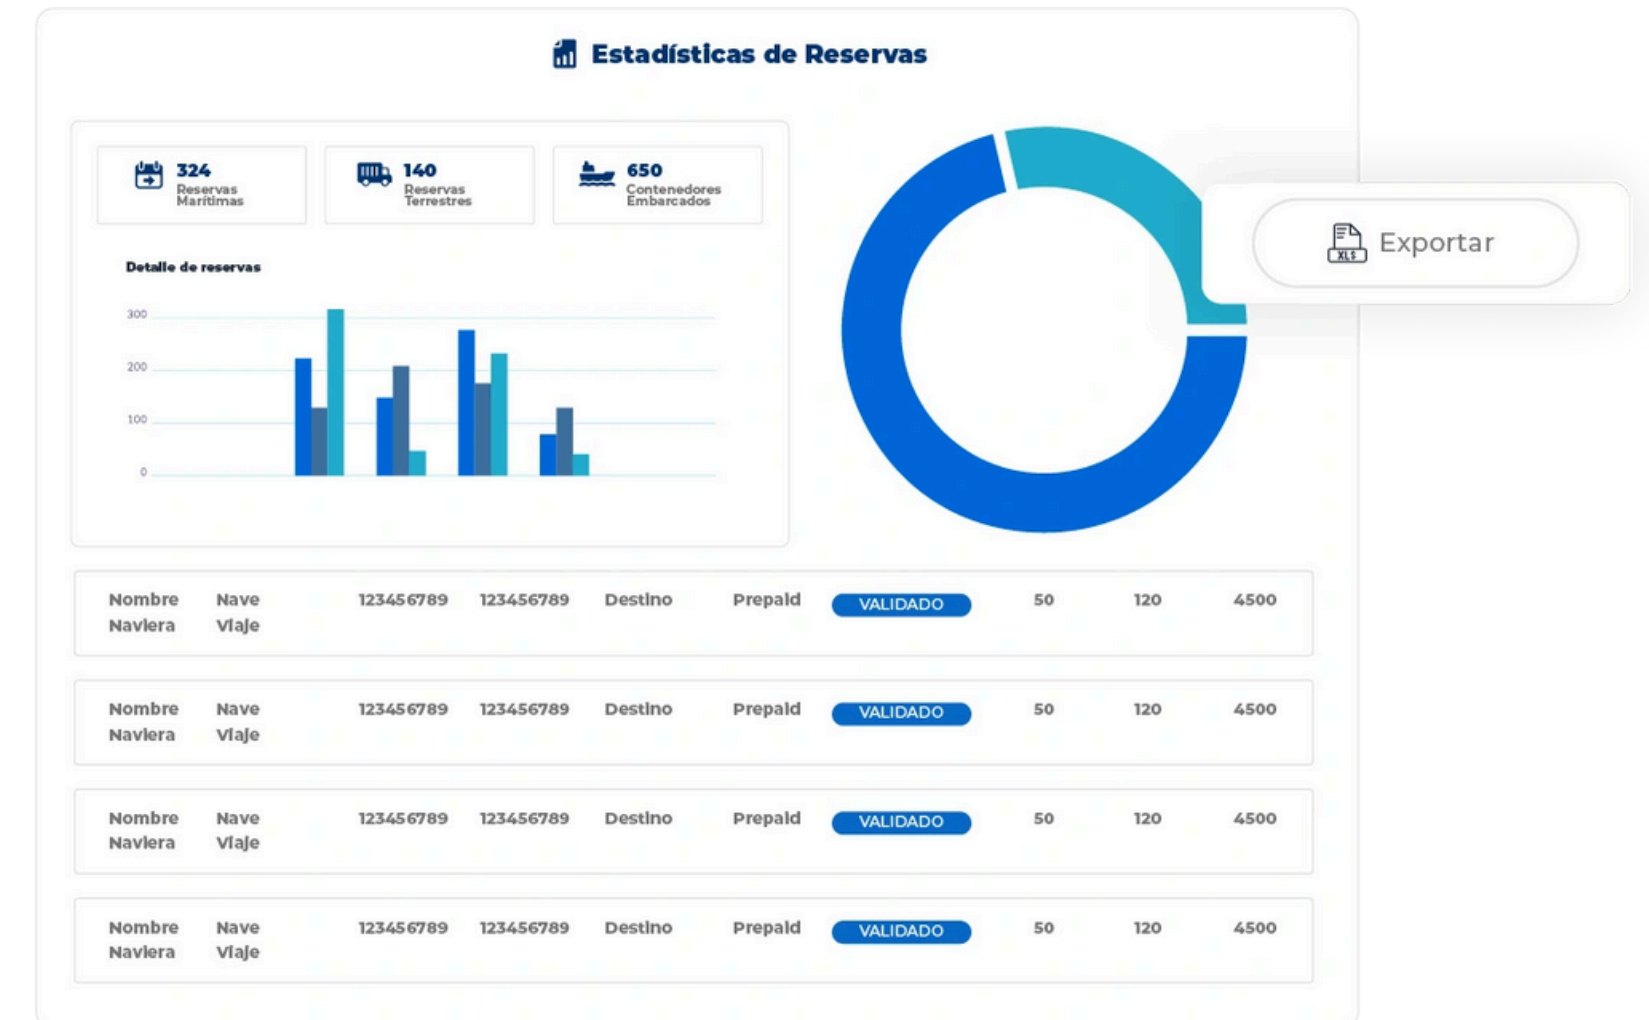 Estadísticas de Reservas
324
Reservas
Marítimas
140
Reservas
Terrestres
650
Contenedores
Embarcados
Exportar
XLS
Detalle de reservas
300
200
100
0
Nombre Nave 123456789 123456789 Destino Prepaid VALIDADO 50 120 4500
Naviera Viaje
Nombre Nave 123456789 123456789 Destino Prepaid VALIDADO 50 120 4500
Naviera Viaje
Nombre Nave 123456789 123456789 Destino Prepaid VALIDADO 50 120 4500
Naviera Viaje
Nombre Nave 123456789 123456789 Destino Prepaid VALIDADO 50 120 4500
Naviera Viaje